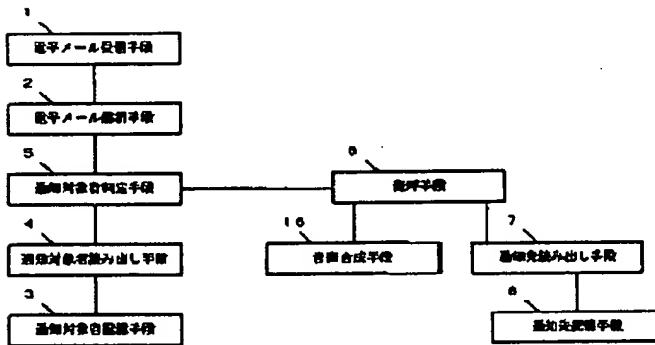 1
電子メール受信手段
2
電子メール解析手段
5
通知対象者判定手段
4
通知対象者読み出し手段
3
通知対象者記憶手段
発呼手段
16
音声合成手段
7
通知先読み出し手段
通知先記憶手段